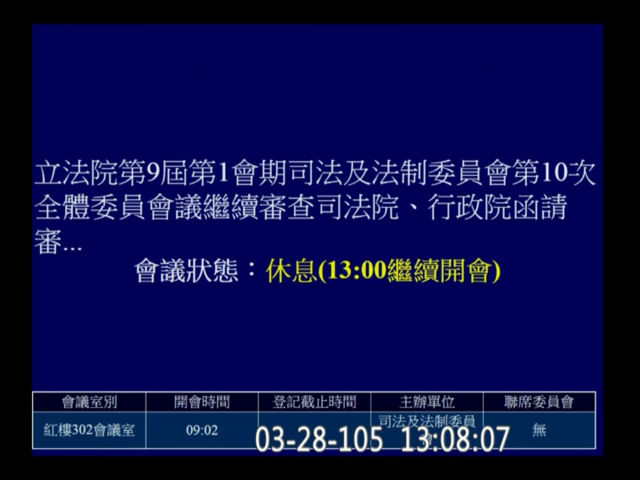 立法院第9屆第1會期司法及法制委員會第10次
全體委員會議繼續審查司法院、行政院函請
審...
會議狀態：休息(13:00繼續開會)
會議室別 開會時間 登記截止時間 主辦單位 聯席委員會
紅樓302會議室 09:02 司法及法制委員 無
03-28-105 13:08:07